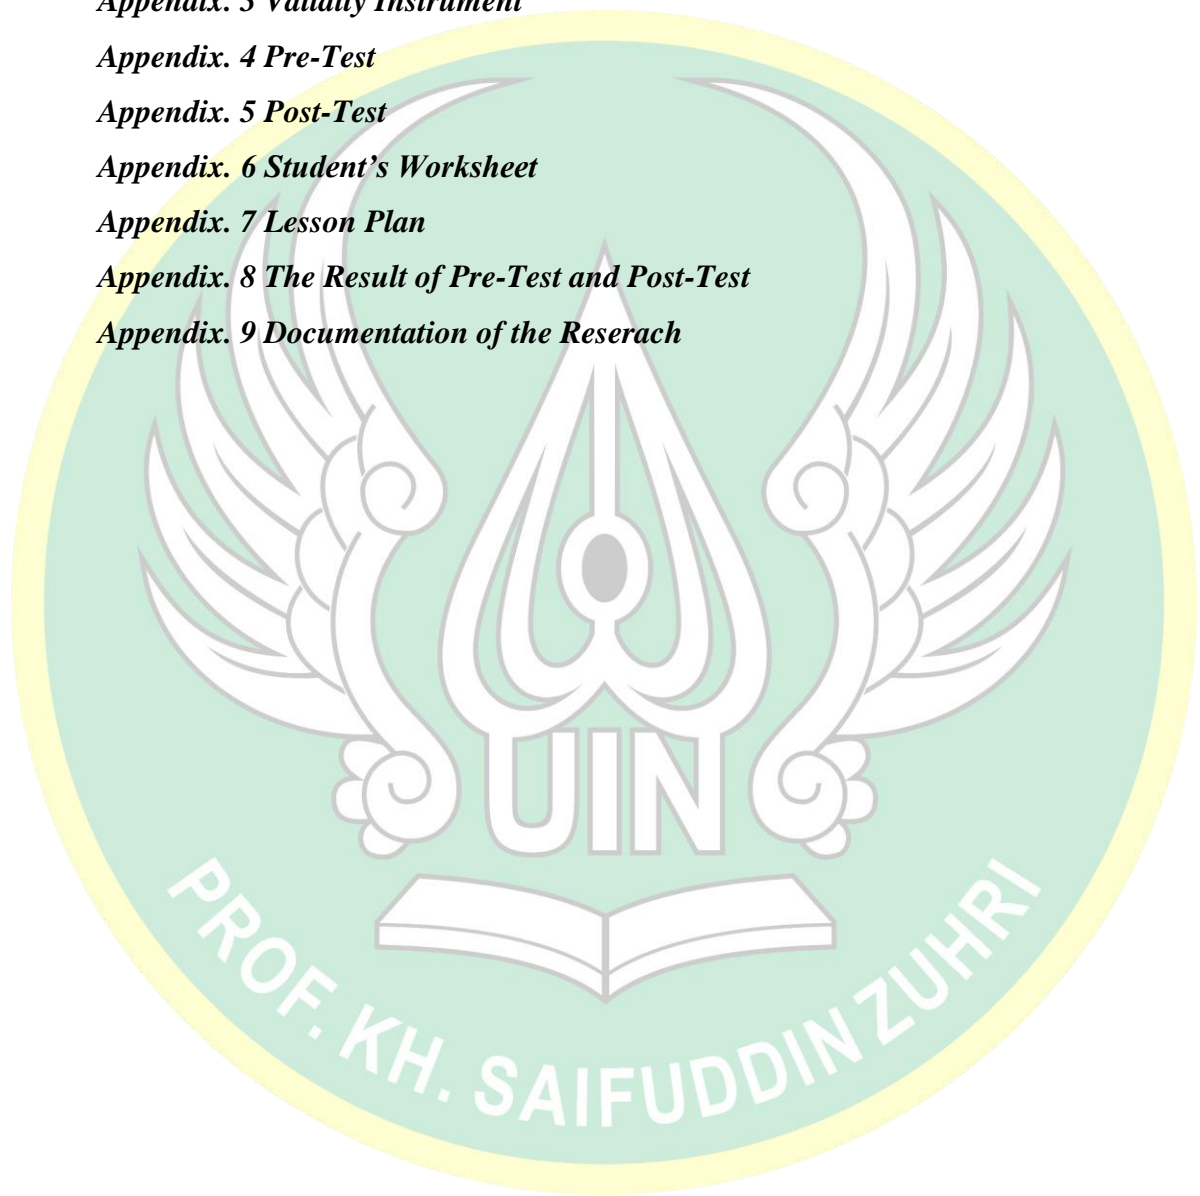 Appendix. 3 Validity Instrument
Appendix. 4 Pre-Test
Appendix. 5 Post-Test
Appendix. 6 Student’s Worksheet
Appendix. 7 Lesson Plan
Appendix. 8 The Result of Pre-Test and Post-Test
Appendix. 9 Documentation of the Reserach
UIN
PROF. KH. SAIFUDDIN ZUHRI